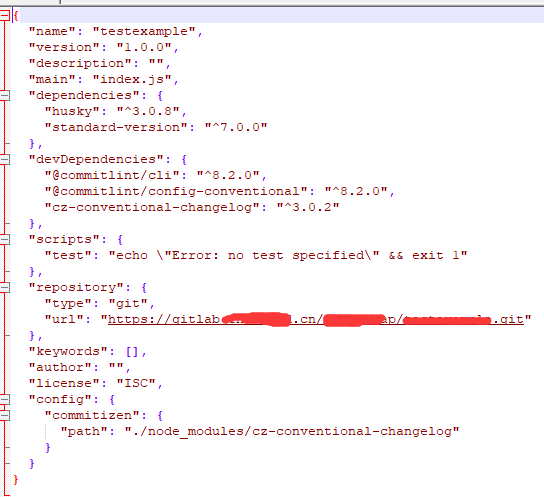 {
"name": "testexample",
"version": "1.0.0",
"description": "",
"main": "index.js",
"dependencies": {
"husky": "^3.0.8",
"standard-version": "^7.0.0"
},
"devDependencies": {
"@commitlint/cli": "^8.2.0",
"@commitlint/config-conventional": "^8.2.0",
"cz-conventional-changelog": "^3.0.2"
},
"scripts": {
"test": "echo \"Error: no test specified\" && exit 1"
},
"repository": {
"type": "git",
"url": "https://gitlab .cn/ ap/ .git"
},
"keywords": [],
"author": "",
"license": "ISC",
"config": {
"commitizen": {
"path": "./node_modules/cz-conventional-changelog"
}
}
}